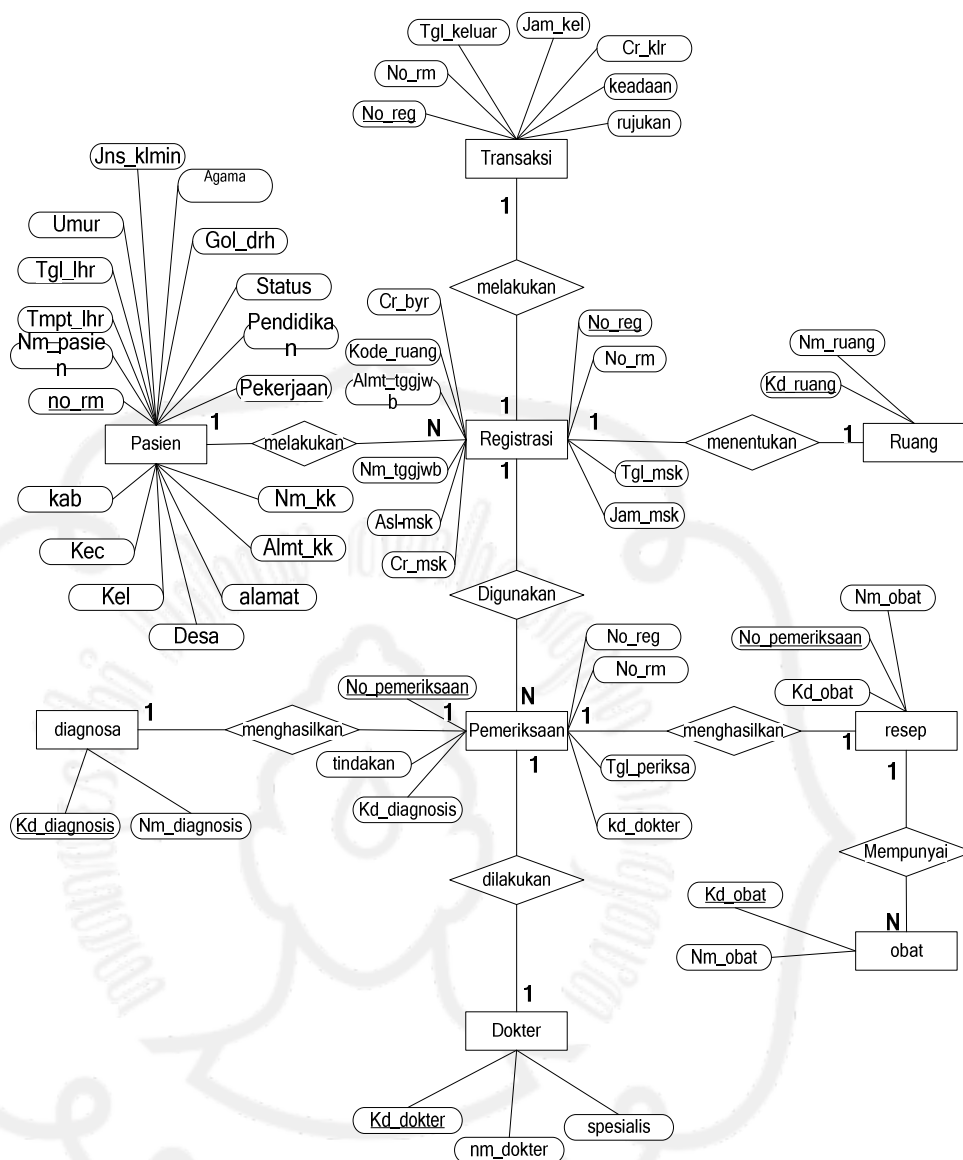 Tgl_keluar
Jam_kel
Cr_klr
No_rm
keadaan
No_reg
rujukan
Transaksi
1
melakukan
1
Jns_klmin
Agama
Umur
Gol_drh
Tgl_lhr
Status
Tmpt_lhr
Pendidika
n
Nm_pasie
n
Pekerjaan
no_rm
1
Pasien
melakukan
N
kab
Nm_kk
Kec
Almt_kk
Kel
alamat
Desa
Cr_byr
Kode_ruang
Almt_tggjw
b
No_reg
No_rm
Registrasi
1
1
Nm_tggjwb
Asl-msk
Cr_msk
Tgl_msk
Jam_msk
menentukan
1
Nm_ruang
Kd_ruang
Ruang
Digunakan
N
No_reg
No_rm
No_pemeriksaan
1
1
Pemeriksaan
1
tindakan
Kd_diagnosis
Tgl_periksa
kd_dokter
1
diagnosa
menghasilkan
Kd_diagnosis
Nm_diagnosis
menghasilkan
Nm_obat
No_pemeriksaan
Kd_obat
1
resep
1
Mempunyai
N
Kd_obat
Nm_obat
obat
dilakukan
1
Dokter
Kd_dokter
nm_dokter
spesialis